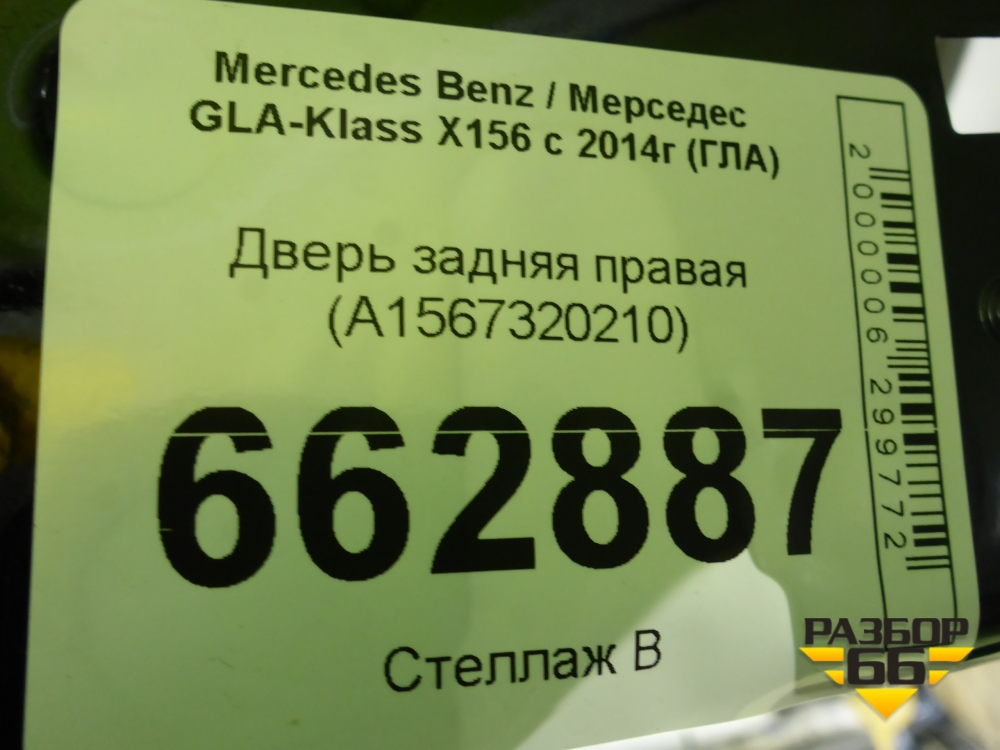 Mercedes Benz / Мерседес
GLA-Klass X156 с 2014г (ГЛА)
Дверь задняя правая
(A1567320210)
662887
Стеллаж В
2000006299772
РАЗБОР
66